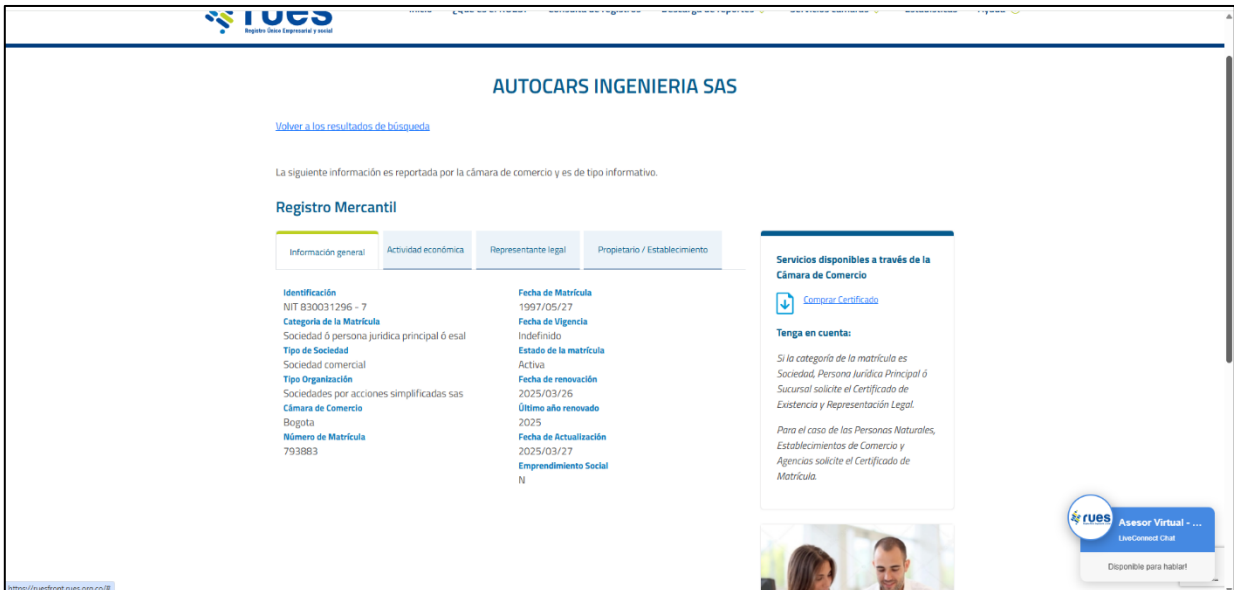 rues
Registro Único Empresarial y social
AUTOCARS INGENIERIA SAS
Volver a los resultados de búsqueda
La siguiente información es reportada por la cámara de comercio y es de tipo informativo.
Registro Mercantil
Información general
Actividad económica
Representante legal
Propietario / Establecimiento
Identificación
NIT 830031296 - 7
Categoria de la Matrícula
Sociedad ó persona juridica principal ó esal
Tipo de Sociedad
Sociedad comercial
Tipo Organización
Sociedades por acciones simplificadas sas
Cámara de Comercio
Bogota
Número de Matrícula
793883
Fecha de Matrícula
1997/05/27
Fecha de Vigencia
Indefinido
Estado de la matrícula
Activa
Fecha de renovación
2025/03/26
Último año renovado
2025
Fecha de Actualización
2025/03/27
Emprendimiento Social
N
Servicios disponibles a través de la
Cámara de Comercio
Comprar Certificado
Tenga en cuenta:
Si la categoría de la matrícula es
Sociedad, Persona Jurídica Principal ó
Sucursal solicite el Certificado de
Existencia y Representación Legal.
Para el caso de las Personas Naturales,
Establecimientos de Comercio y
Agencias solicite el Certificado de
Matrícula.
rues
Asesor Virtual - ...
LiveConnect Chat
Disponible para hablar!